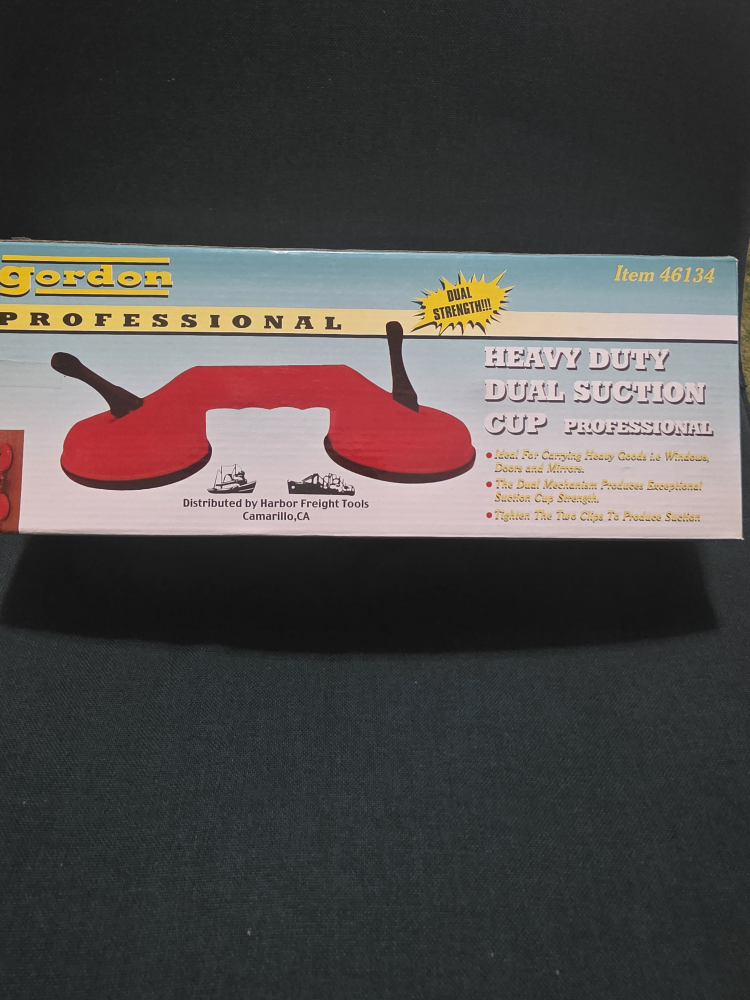 gordon
PROFESSIONAL
DUAL
STRENGTH!!!
Item 46134
HEAVY DUTY
DUAL SUCTION
CUP PROFESSIONAL
•Ideal For Carrying Heavy Goods i.e Windows,
Doors and Mirrors.
•The Dual Mechanism Produces Exceptional
Suction Cup Strength.
•Tighten The Two Clips To Produce Suction
Distributed by Harbor Freight Tools
Camarillo,CA